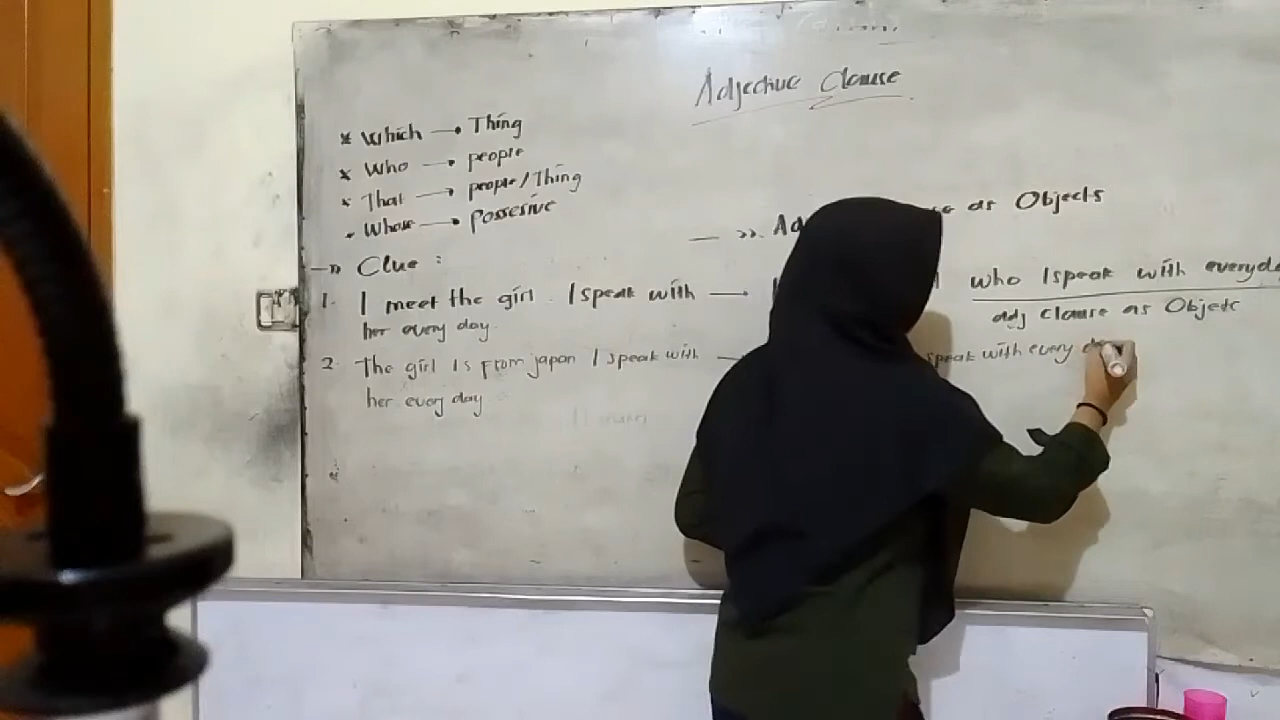 Adjective Clause
* Which → Thing
* Who → people
* That → people/Thing
* Whose → Possesive
→» Clue :
1. I meet the girl. I speak with →
her every day
2. The girl Is From japan I speak with
her every day
— >>. as Objects
who I speak with everyda
adj Clause as Objetc
speak with every